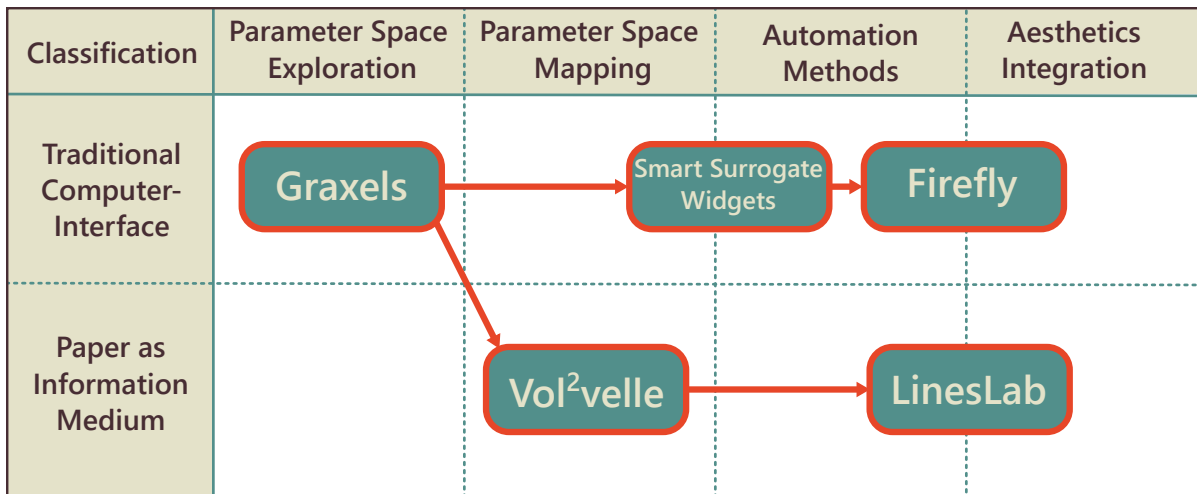 Classification
Parameter Space
Exploration
Parameter Space
Mapping
Automation
Methods
Aesthetics
Integration
Traditional
Computer-
Interface
Graxels
Smart Surrogate
Widgets
Firefly
Paper as
Information
Medium
Vol²velle
LinesLab